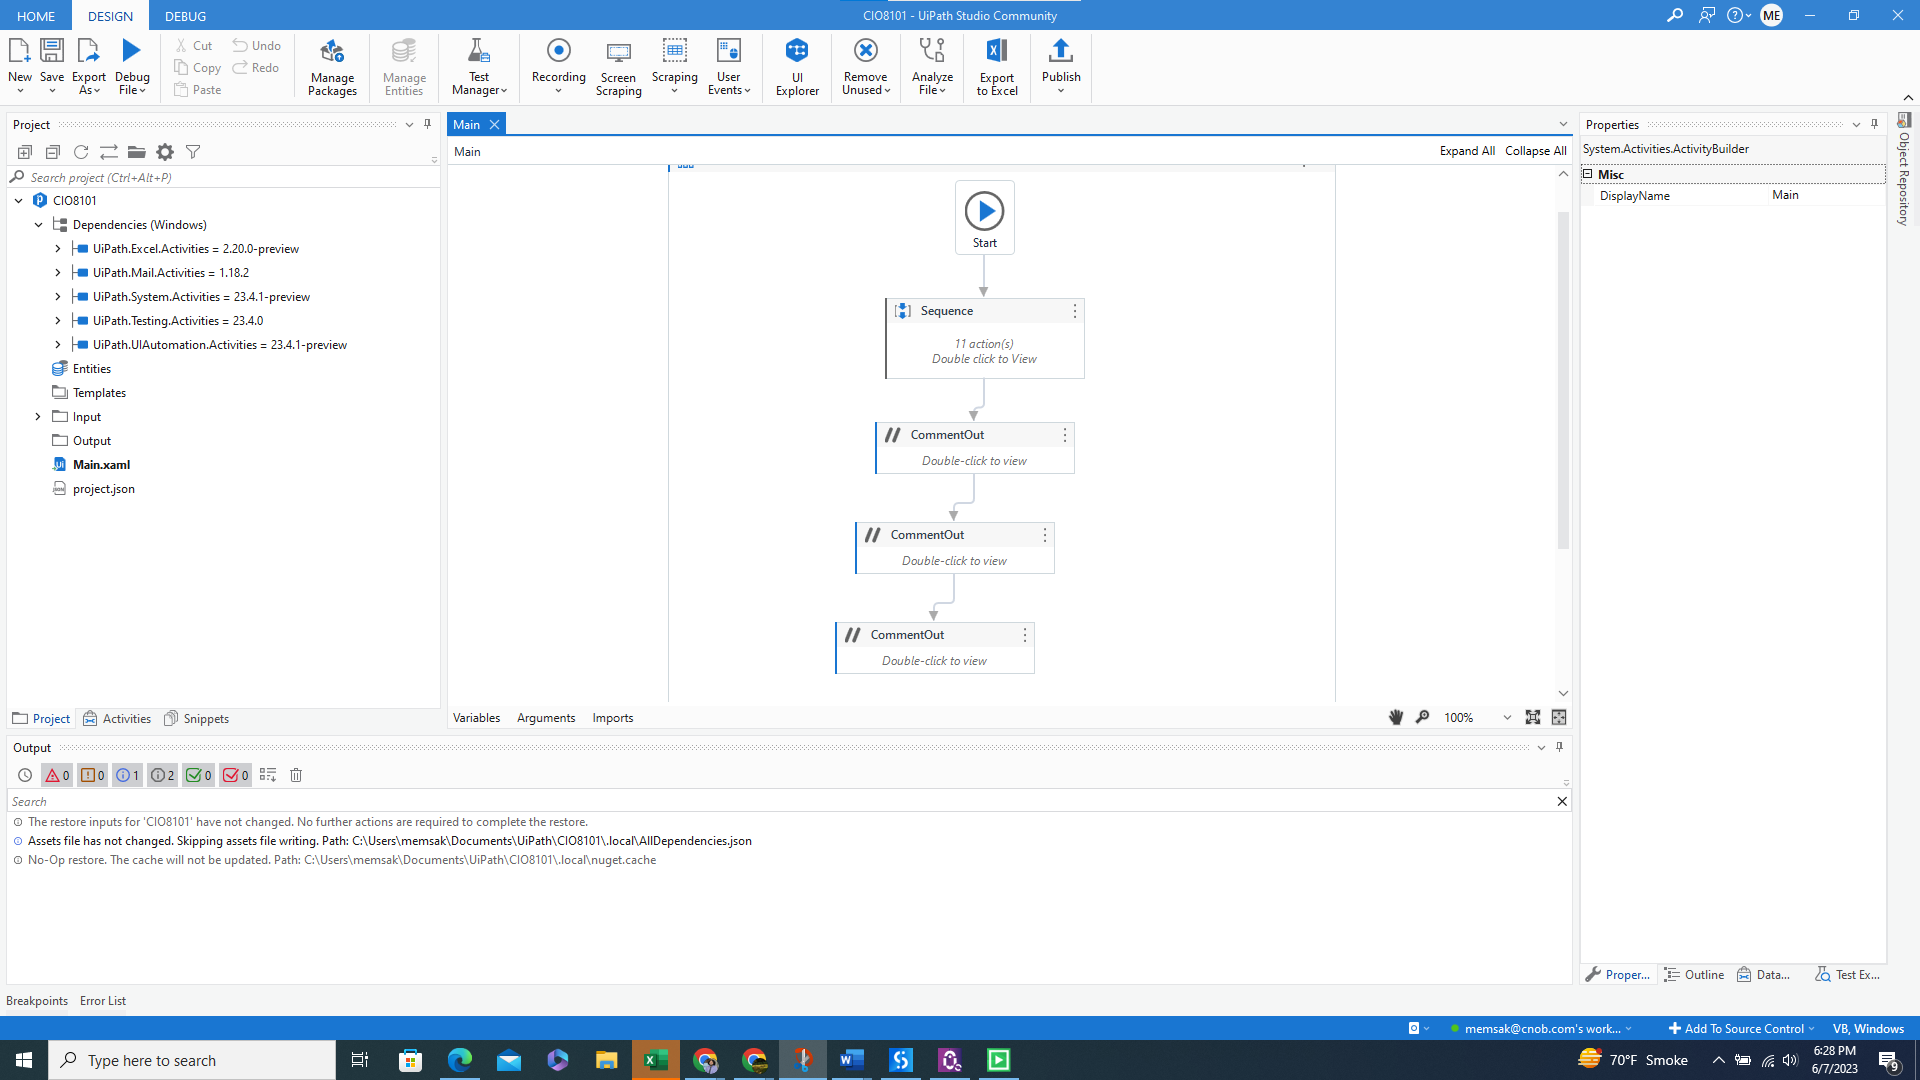 HOME DESIGN DEBUG CIO8101 - UiPath Studio Community ME
New Save Export As Debug File Cut Copy Paste Undo Redo Manage Packages Manage Entities Test Manager Recording Screen Scraping Scraping User Events UI Explorer Remove Unused Analyze File Export to Excel Publish
Project
Search project (Ctrl+Alt+P)
CIO8101
Dependencies (Windows)
UiPath.Excel.Activities = 2.20.0-preview
UiPath.Mail.Activities = 1.18.2
UiPath.System.Activities = 23.4.1-preview
UiPath.Testing.Activities = 23.4.0
UiPath.UIAutomation.Activities = 23.4.1-preview
Entities
Templates
Input
Output
Main.xaml
project.json
Project Activities Snippets
Main
Main Expand All Collapse All
Start
Sequence
11 action(s)
Double click to View
CommentOut
Double-click to view
CommentOut
Double-click to view
CommentOut
Double-click to view
Variables Arguments Imports 100%
Properties
System.Activities.ActivityBuilder
Misc
DisplayName Main
Object Repository
Proper... Outline Data... Test Ex...
Output
0 0 1 2 0 0
Search
The restore inputs for 'CIO8101' have not changed. No further actions are required to complete the restore.
Assets file has not changed. Skipping assets file writing. Path: C:\Users\memsak\Documents\UiPath\CIO8101\.local\AllDependencies.json
No-Op restore. The cache will not be updated. Path: C:\Users\memsak\Documents\UiPath\CIO8101\.local\nuget.cache
Breakpoints Error List
memsak@cnob.com's work... Add To Source Control VB, Windows
Type here to search 70°F Smoke 6:28 PM
6/7/2023 9